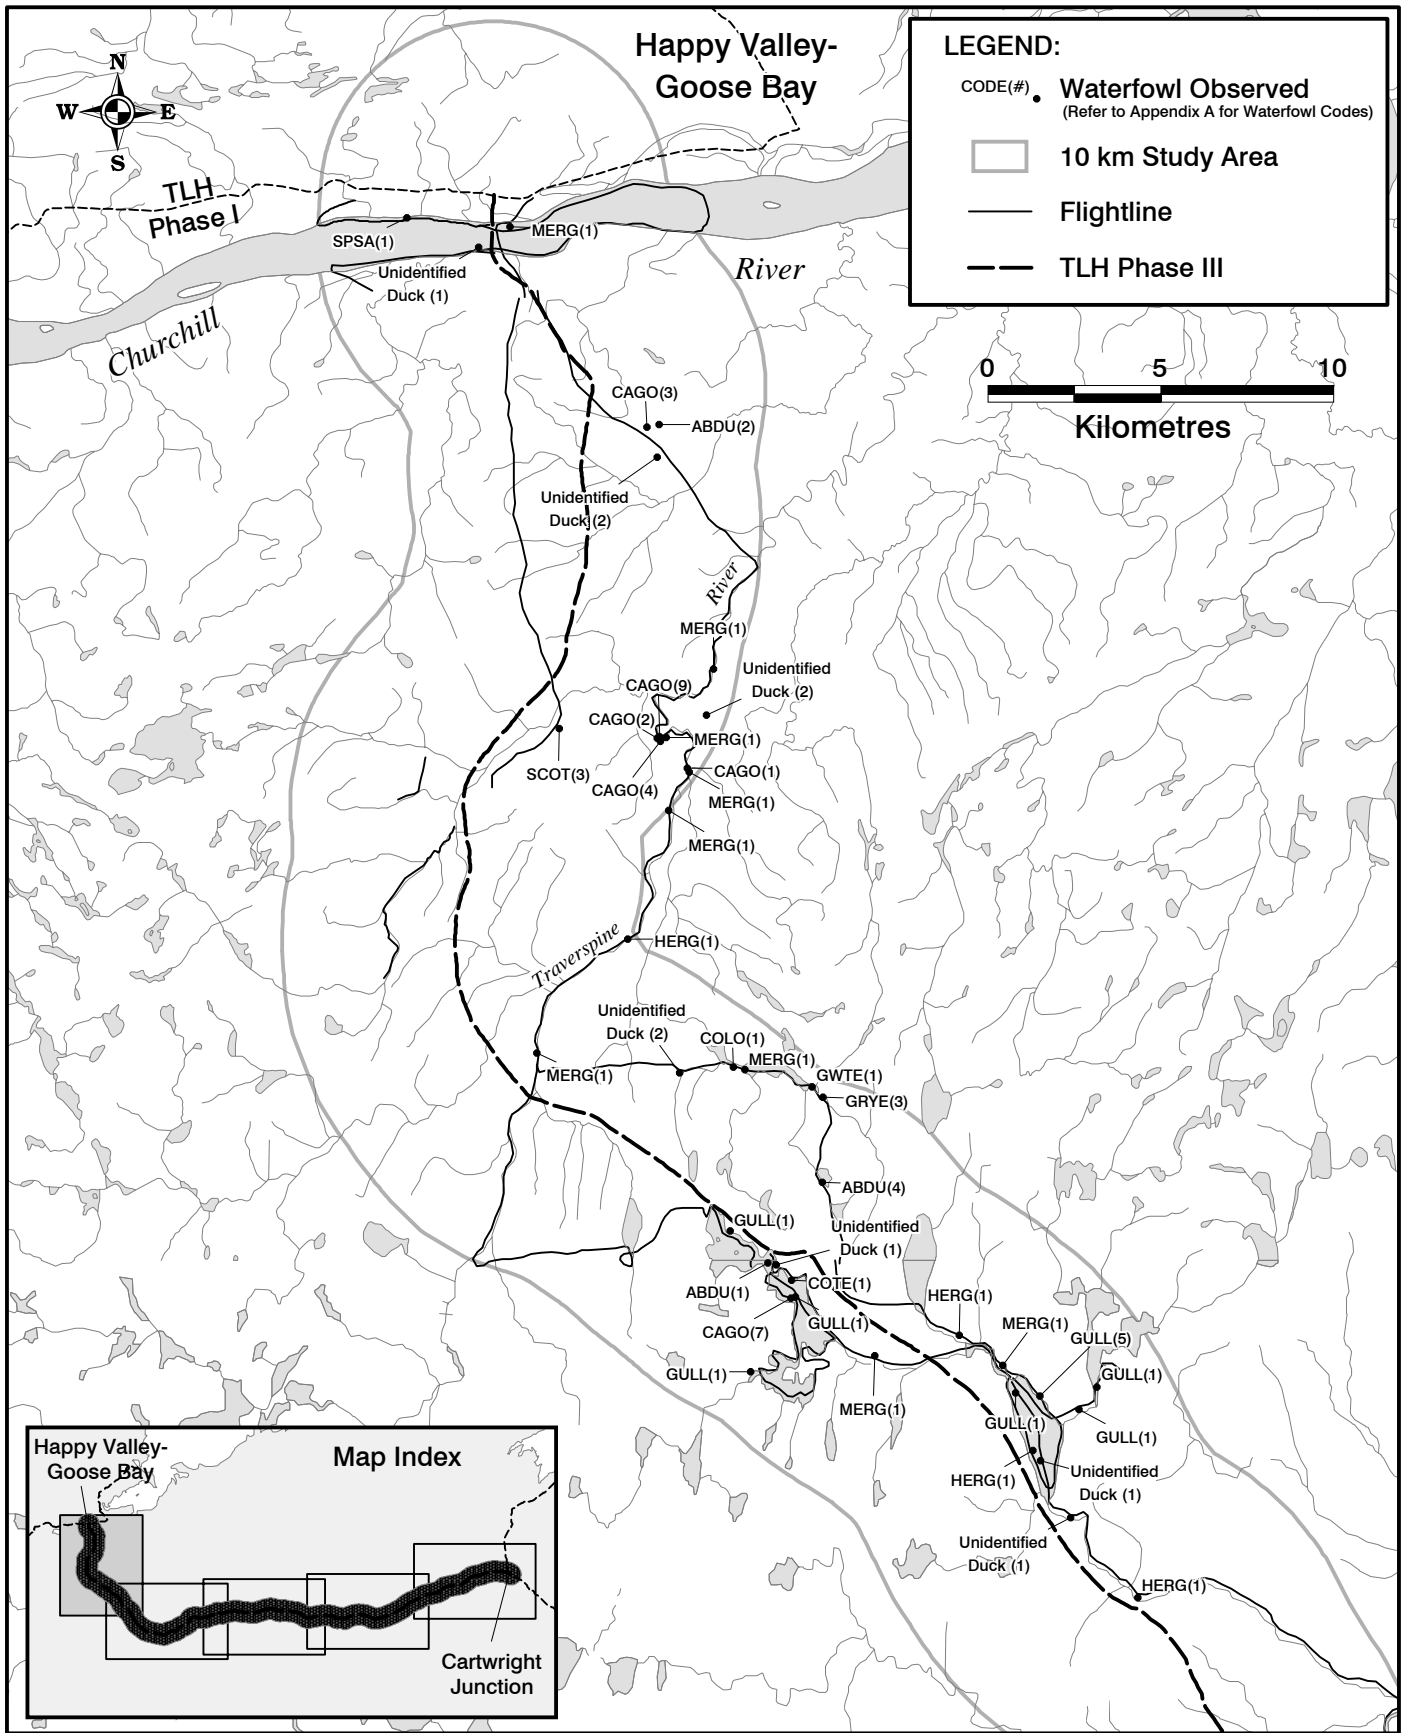 Happy Valley-
Goose Bay
N
W
E
S
LEGEND:
CODE(#)
Waterfowl Observed
(Refer to Appendix A for Waterfowl Codes)
10 km Study Area
Flightline
TLH Phase III
0
5
10
Kilometres
TLH
Phase I
SPSA(1)
MERG(1)
Unidentified
Duck (1)
River
Churchill
CAGO(3)
ABDU(2)
Unidentified
Duck (2)
River
MERG(1)
Unidentified
Duck (2)
CAGO(9)
CAGO(2)
MERG(1)
SCOT(3)
CAGO(4)
CAGO(1)
MERG(1)
MERG(1)
HERG(1)
Traverspine
Unidentified
Duck (2)
COLO(1)
MERG(1)
MERG(1)
GWTE(1)
GRYE(3)
ABDU(4)
GULL(1)
Unidentified
Duck (1)
ABDU(1)
COTE(1)
HERG(1)
CAGO(7)
GULL(1)
MERG(1)
GULL(5)
GULL(1)
GULL(1)
MERG(1)
GULL(1)
GULL(1)
HERG(1)
Unidentified
Duck (1)
Unidentified
Duck (1)
HERG(1)
Happy Valley-
Goose Bay
Map Index
Cartwright
Junction